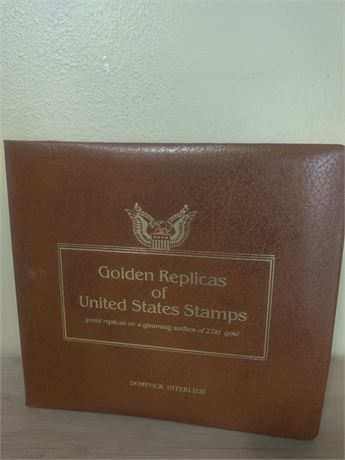 Golden Replicas
of
United States Stamps
proof replicas on a gleaming surface of 22kt gold
DOMINICK DITERLIZZI